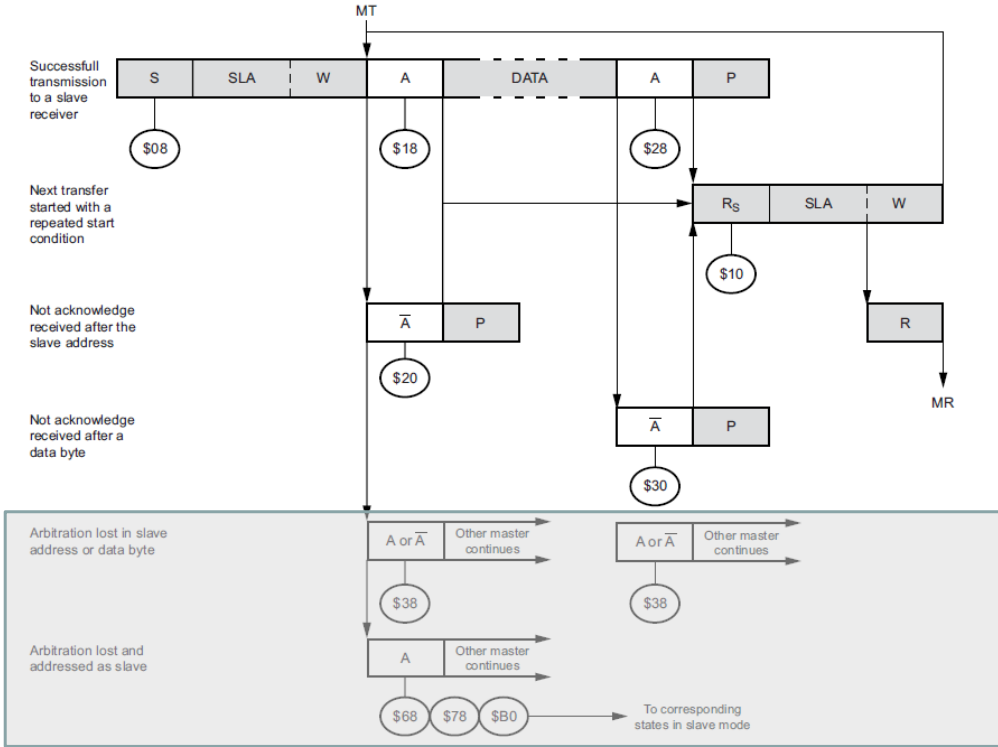 MT
Successfull
transmission
to a slave
receiver
S SLA W A DATA A P
$08 $18 $28
Next transfer
started with a
repeated start
condition
RS SLA W
$10
Not acknowledge
received after the
slave address
A̅ P
R
$20
MR
Not acknowledge
received after a
data byte
A̅ P
$30
Arbitration lost in slave
address or data byte
A or A̅
Other master
continues
A or A̅
Other master
continues
$38 $38
Arbitration lost and
addressed as slave
A
Other master
continues
$68 $78 $B0
To corresponding
states in slave mode